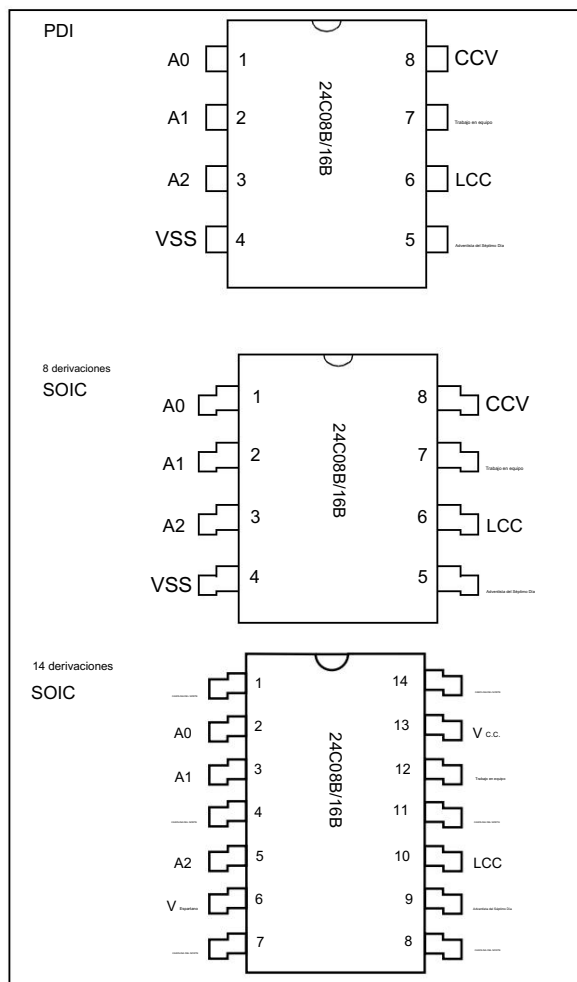 PDI
A0 1 8 CCV
A1 2 7 Trabajo en equipo
A2 3 6 LCC
VSS 4 5 Adventista del Séptimo Día
24C08B/16B
8 derivaciones
SOIC
A0 1 8 CCV
A1 2 7 Trabajo en equipo
A2 3 6 LCC
VSS 4 5 Adventista del Séptimo Día
24C08B/16B
14 derivaciones
SOIC
1 14
A0 2 13 V C.C.
A1 3 12 Trabajo en equipo
4 11
A2 5 10 LCC
V 6 9 Adventista del Séptimo Día
7 8
24C08B/16B